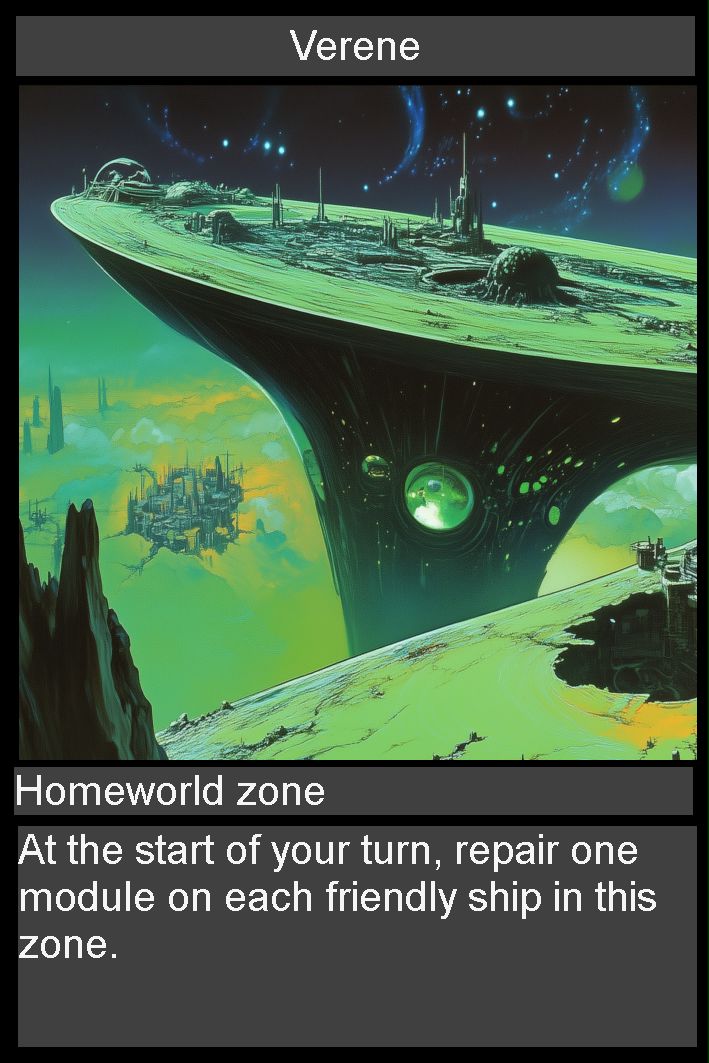 Verene
Homeworld zone
At the start of your turn, repair one
module on each friendly ship in this
zone.